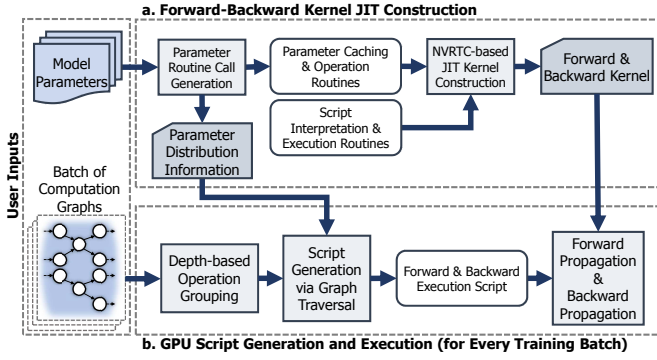 a. Forward-Backward Kernel JIT Construction
User Inputs
Model
Parameters
Parameter
Routine Call
Generation
Parameter Caching
& Operation
Routines
NVRTC-based
JIT Kernel
Construction
Forward &
Backward Kernel
Script
Interpretation &
Execution Routines
Parameter
Distribution
Information
Batch of
Computation
Graphs
Depth-based
Operation
Grouping
Script
Generation
via Graph
Traversal
Forward & Backward
Execution Script
Forward
Propagation
&
Backward
Propagation
b. GPU Script Generation and Execution (for Every Training Batch)